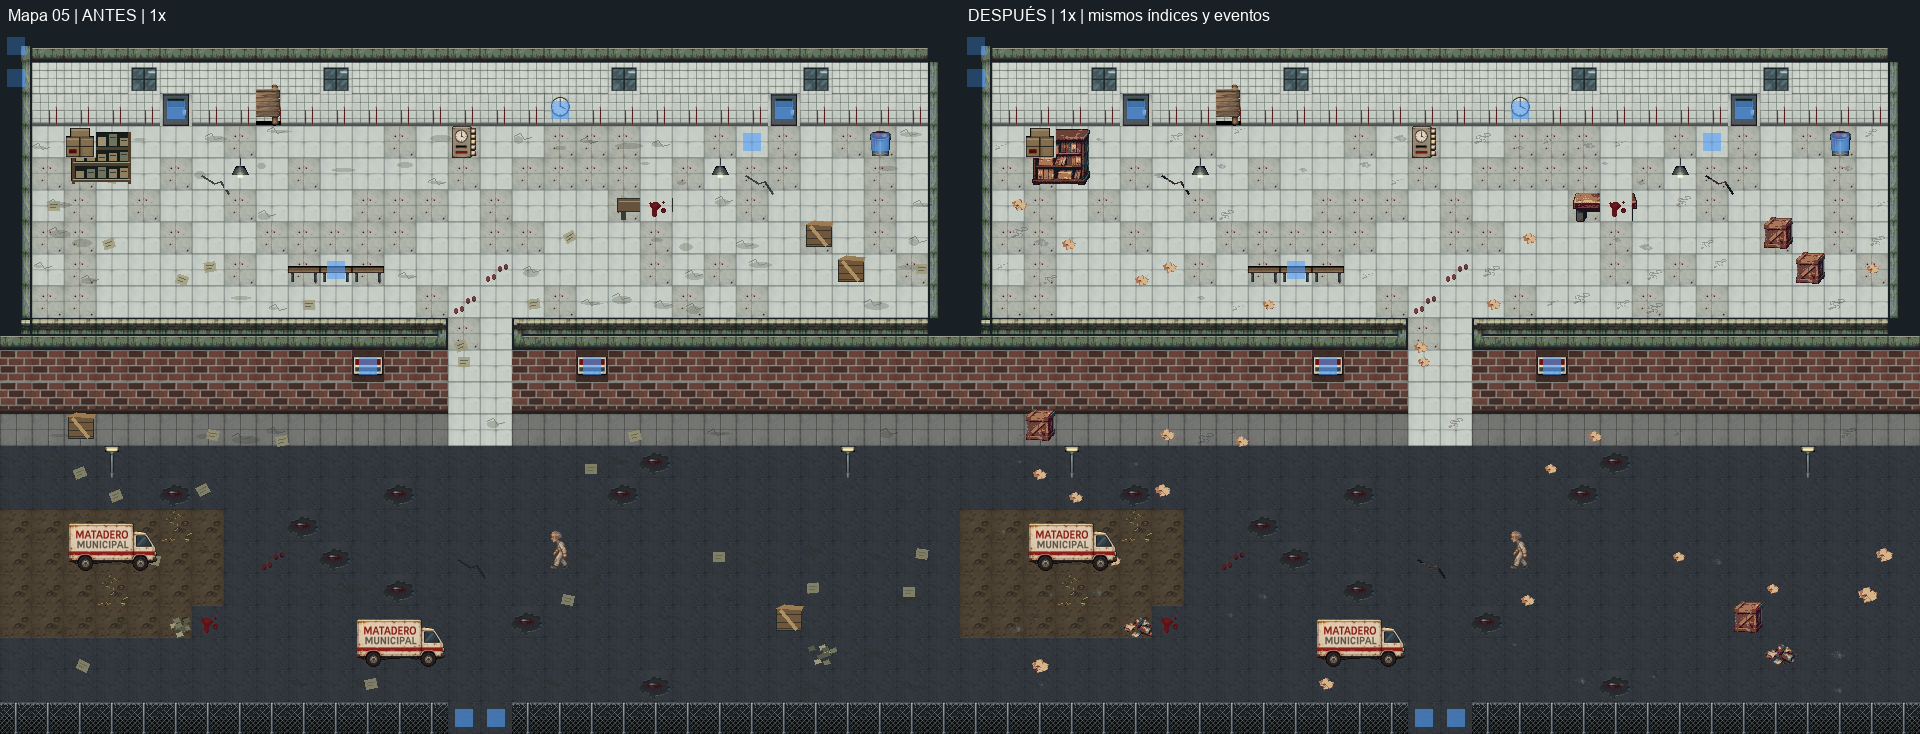 Mapa 05 | ANTES | 1x
DESPUÉS | 1x | mismos índices y eventos
MATADERO
MUNICIPAL
MATADERO
MUNICIPAL
MATADERO
MUNICIPAL
MATADERO
MUNICIPAL